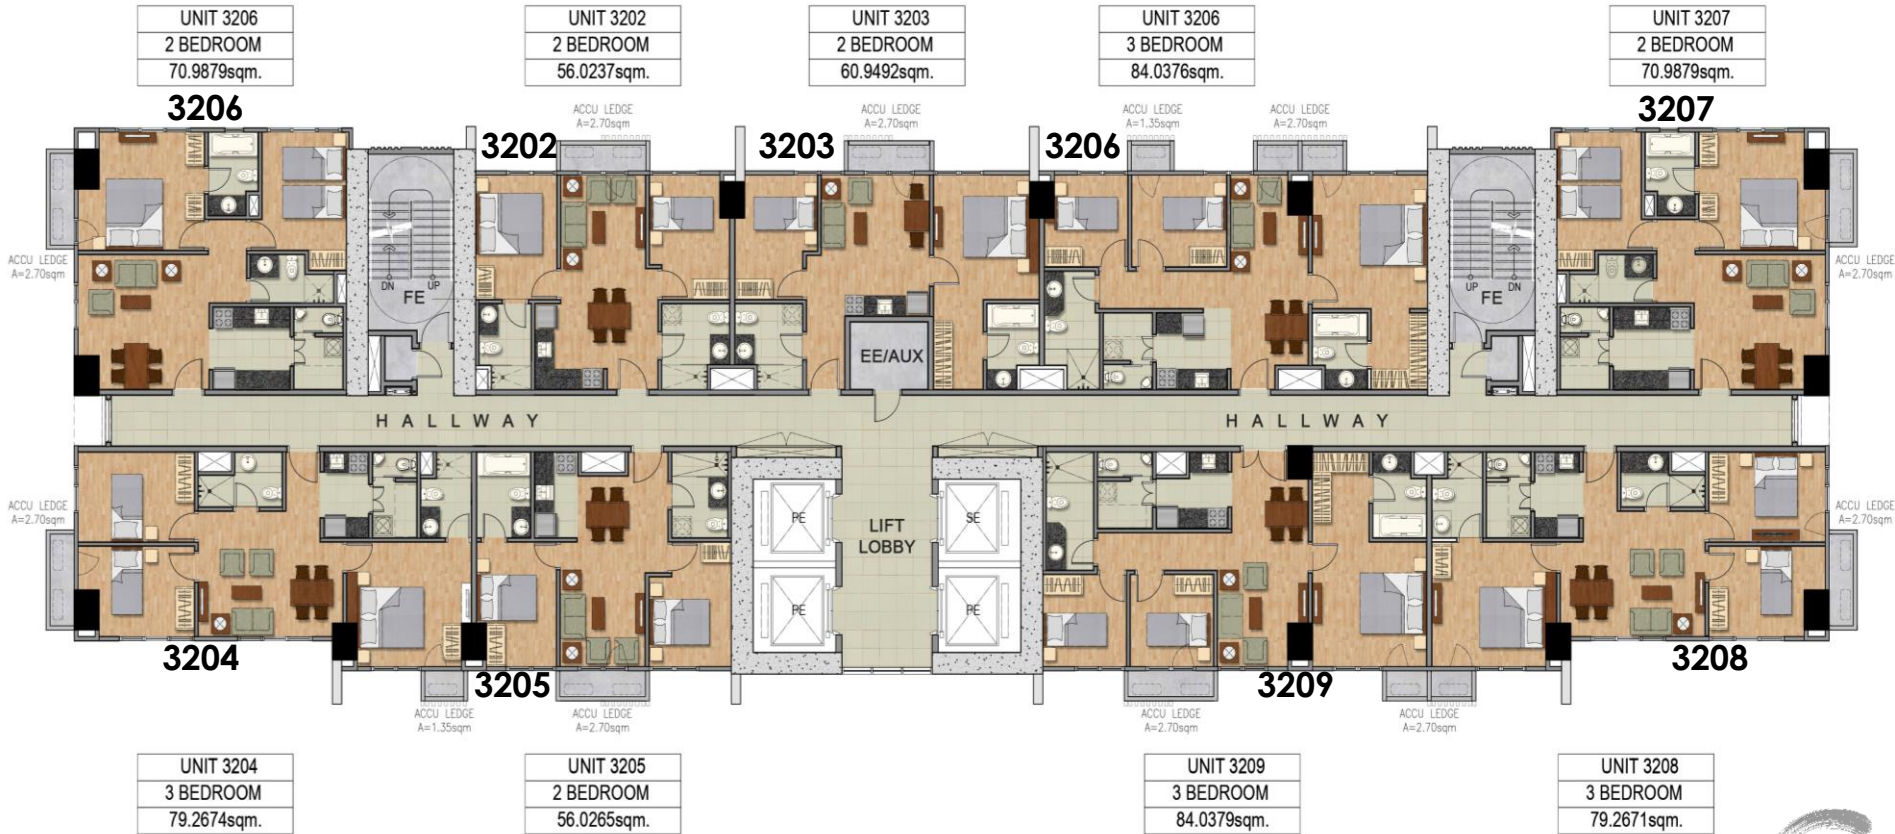 UNIT 3206
2 BEDROOM
70.9879sqm.
UNIT 3202
2 BEDROOM
56.0237sqm.
UNIT 3203
2 BEDROOM
60.9492sqm.
UNIT 3206
3 BEDROOM
84.0376sqm.
UNIT 3207
2 BEDROOM
70.9879sqm.
3206
3202
3203
3206
3207
ACCU LEDGE
A=2.70sqm
ACCU LEDGE
A=2.70sqm
ACCU LEDGE
A=1.35sqm
ACCU LEDGE
A=2.70sqm
ACCU LEDGE
A=2.70sqm
ACCU LEDGE
A=2.70sqm
DN
UP
FE
UP
DN
FE
EE/AUX
HALLWAY
HALLWAY
ACCU LEDGE
A=2.70sqm
ACCU LEDGE
A=2.70sqm
PE
SE
LIFT
LOBBY
PE
PE
3204
3205
3209
3208
ACCU LEDGE
A=1.35sqm
ACCU LEDGE
A=2.70sqm
ACCU LEDGE
A=2.70sqm
ACCU LEDGE
A=2.70sqm
UNIT 3204
3 BEDROOM
79.2674sqm.
UNIT 3205
2 BEDROOM
56.0265sqm.
UNIT 3209
3 BEDROOM
84.0379sqm.
UNIT 3208
3 BEDROOM
79.2671sqm.